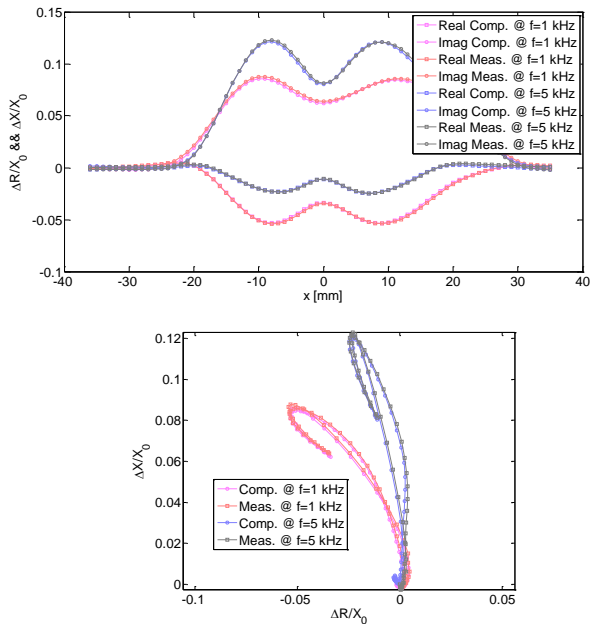 0.15
0.1
0.05
0
-0.05
-0.1
ΔR/X0 && ΔX/X0
-40 -30 -20 -10 0 10 20 30 40
x [mm]
Real Comp. @ f=1 kHz
Imag Comp. @ f=1 kHz
Real Meas. @ f=1 kHz
Imag Meas. @ f=1 kHz
Real Comp. @ f=5 kHz
Imag Comp. @ f=5 kHz
Real Meas. @ f=5 kHz
Imag Meas. @ f=5 kHz
0.12
0.1
0.08
0.06
0.04
0.02
0
ΔX/X0
Comp. @ f=1 kHz
Meas. @ f=1 kHz
Comp. @ f=5 kHz
Meas. @ f=5 kHz
-0.1 -0.05 0 0.05
ΔR/X0